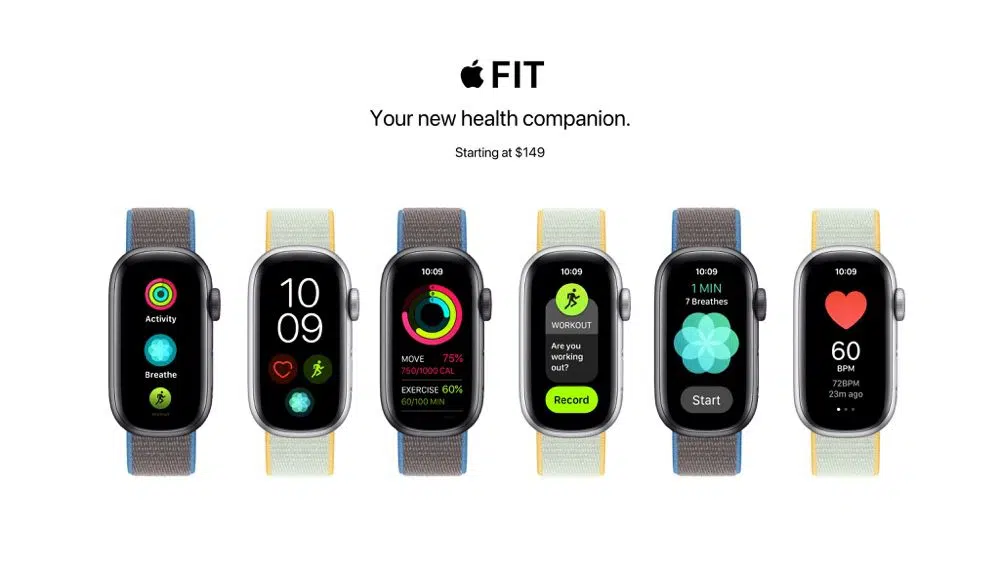 FIT
Your new health companion.
Starting at $149
Activity
Breathe
10
09
10:09
MOVE 75%
750/1000 CAL
EXERCISE 60%
60/100 MIN
10:09
WORKOUT
Are you
working
out?
Record
10:09
1 MIN
7 Breathes
Start
10:09
60
BPM
72BPM
23m ago